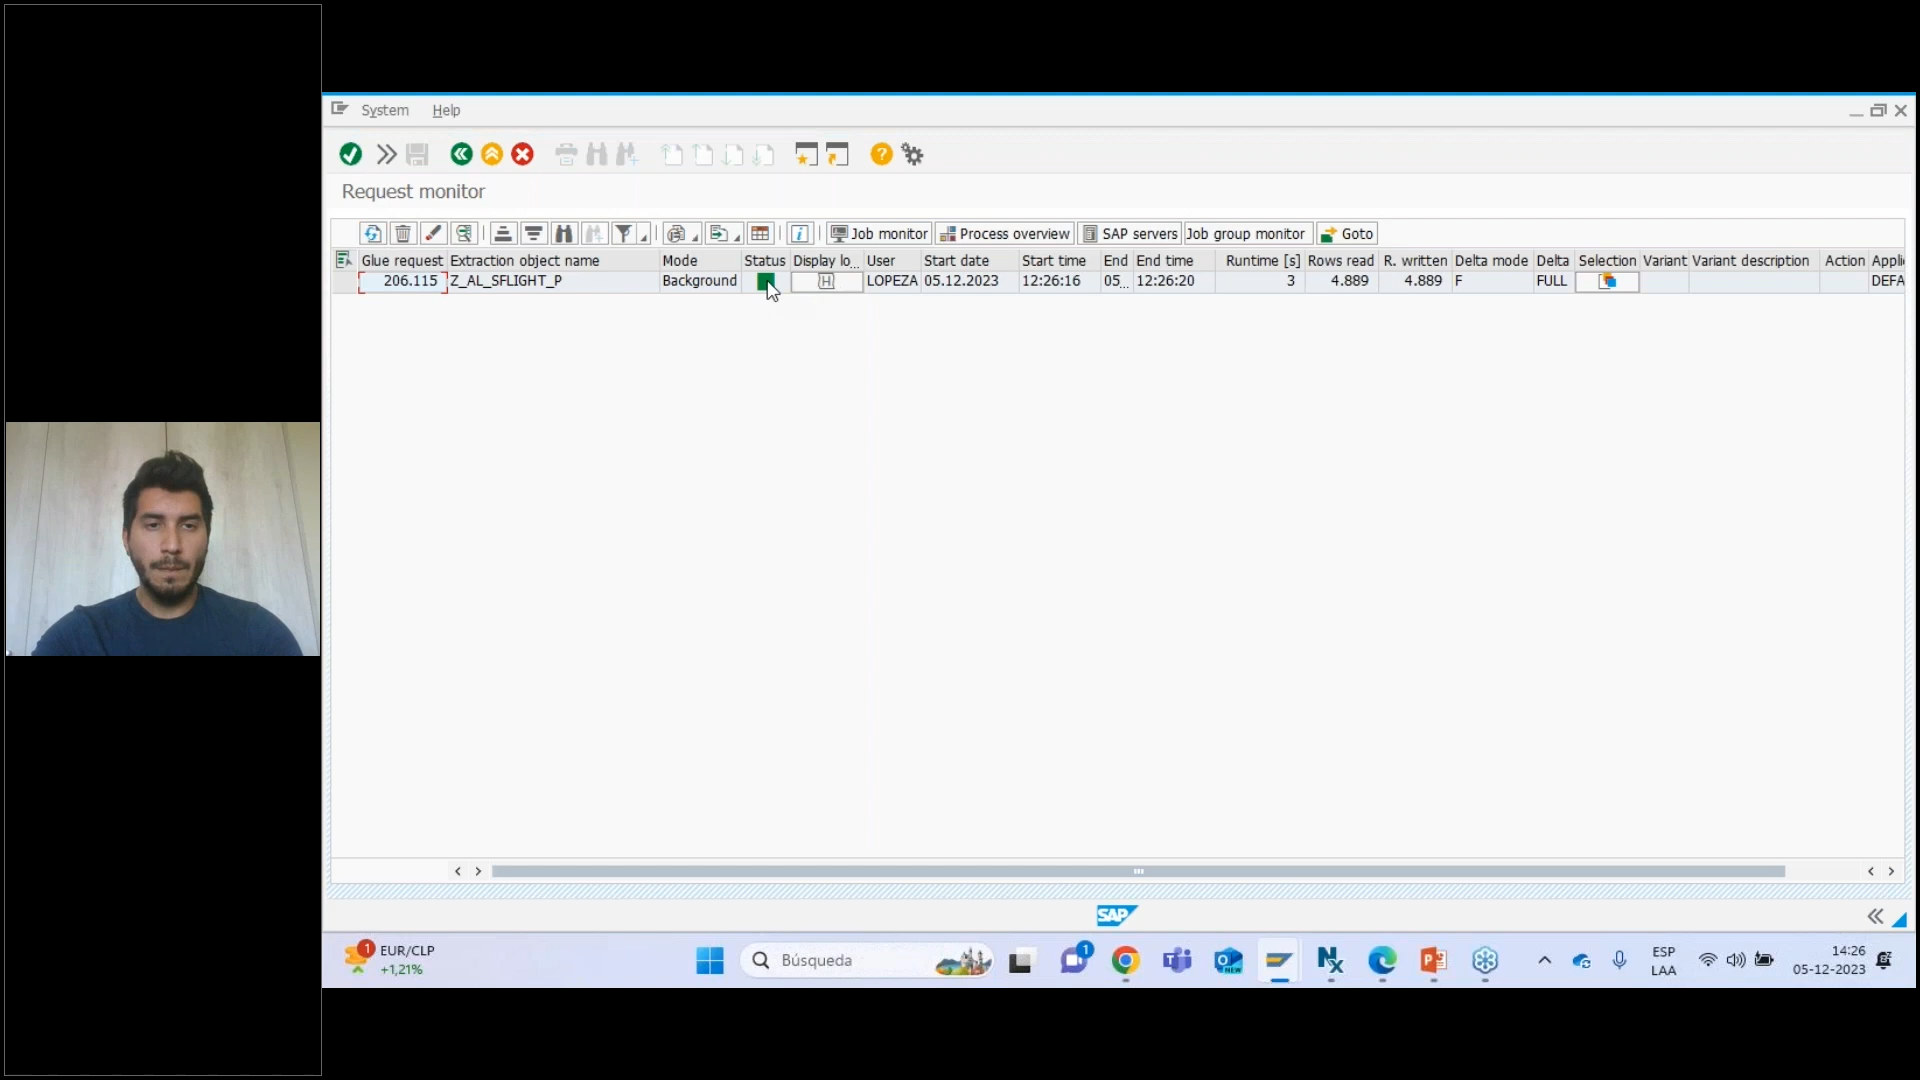 System Help
Request monitor
Job monitor Process overview SAP servers Job group monitor Goto
Glue request Extraction object name Mode Status Display lo... User Start date Start time End End time Runtime [s] Rows read R. written Delta mode Delta Selection Variant Variant description Action Appli
206.115 Z_AL_SFLIGHT_P Background H LOPEZA 05.12.2023 12:26:16 05... 12:26:20 3 4.889 4.889 F FULL DEFA
SAP
1 EUR/CLP
+1,21%
Búsqueda
1
NEW
ESP
LAA
14:26
05-12-2023